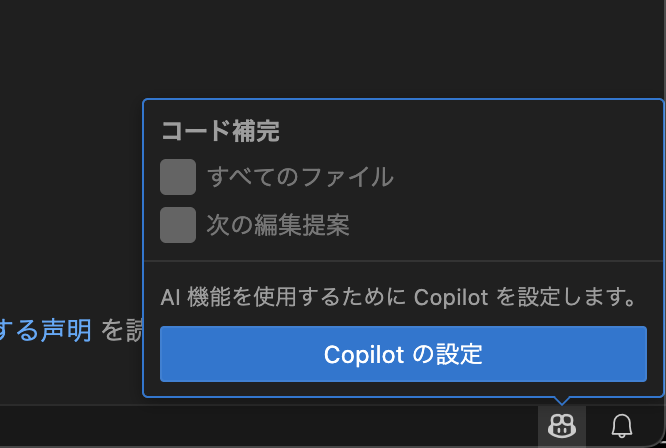 コード補完
すべてのファイル
次の編集提案
AI 機能を使用するために Copilot を設定します。
する声明 を読
Copilot の設定